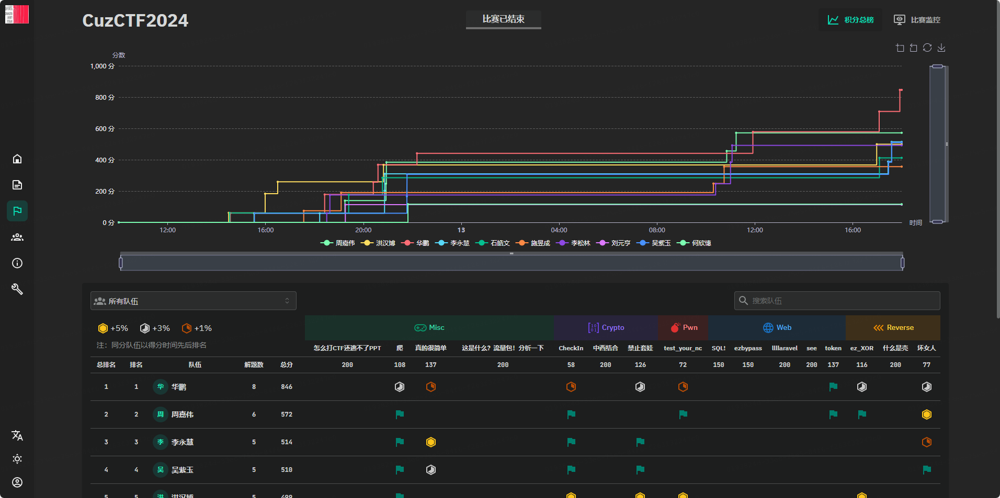 CuzCTF2024
比赛已结束
积分总榜
比赛监控
分数
1,000 分
800 分
600 分
400 分
200 分
0 分
12:00 16:00 20:00 13 04:00 08:00 12:00 16:00
时间
周嘉伟 洪汉博 华鹏 李永慧 石皓文 施昱成 李松林 刘元亨 吴紫玉 何欣憓
所有队伍
搜索队伍
+5% +3% +1%
Misc Crypto Pwn Web Reverse
注：同分队伍以得分时间先后排名
怎么打CTF还逃不了PPT 爬 真的很简单 这是什么？流量包！分析一下 CheckIn 中西结合 禁止套娃 test_your_nc SQL! ezbypass llllaravel see token ez_XOR 什么是壳 坏女人
总排名 排名 队伍 解题数 总分 200 108 137 200 58 200 126 72 150 150 200 200 137 116 200 77
1 1 华 华鹏 8 846
2 2 周 周嘉伟 6 572
3 3 李 李永慧 5 514
4 4 吴 吴紫玉 5 510
5 5 洪 洪汉博 5 499